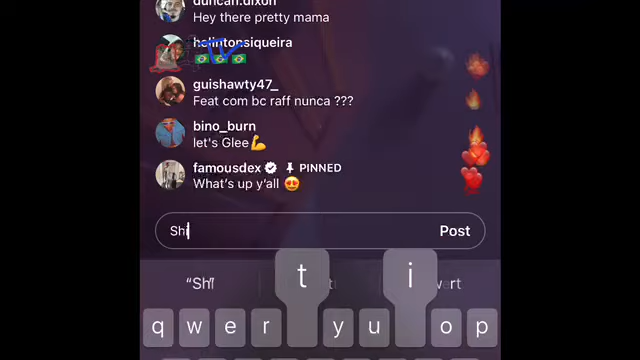 duncan.dixon
Hey there pretty mama
helintonsiqueira
guishawty47_
Feat com bc raff nunca ???
bino_burn
let's Glee
famousdex PINNED
What's up y'all
Shi
Post
t i
q w e r y u o p